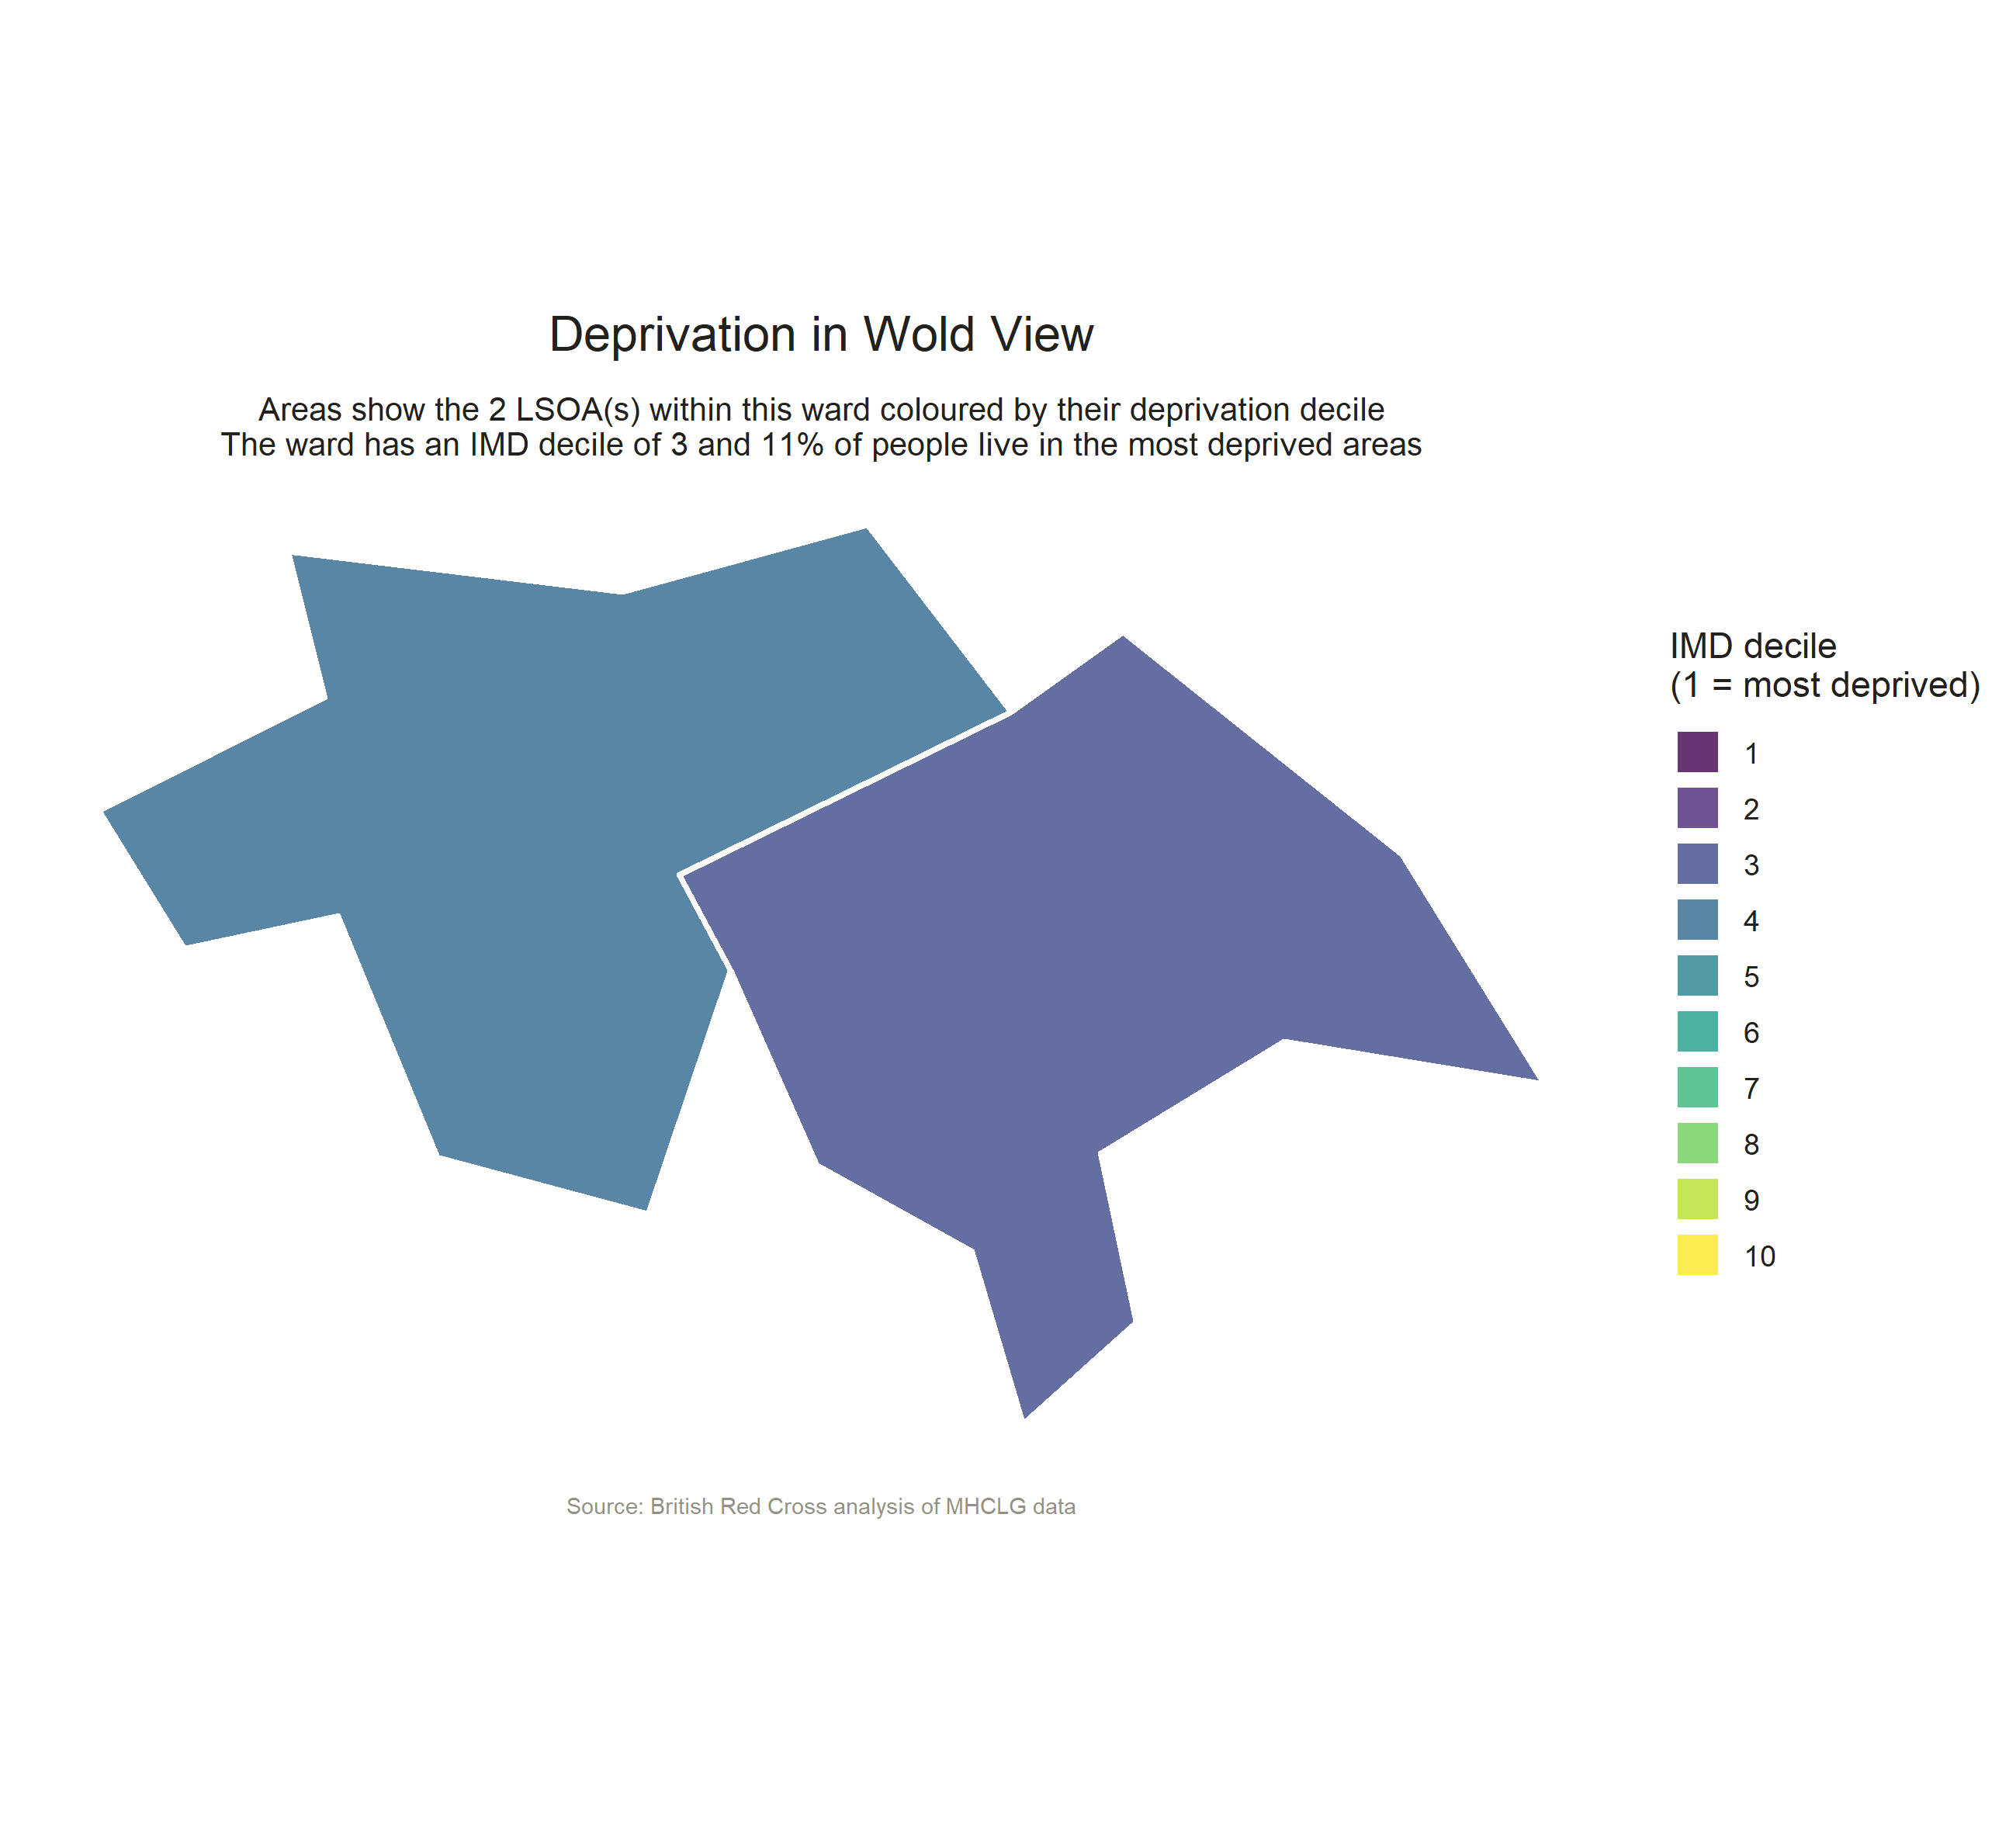 Deprivation in Wold View
Areas show the 2 LSOA(s) within this ward coloured by their deprivation decile
The ward has an IMD decile of 3 and 11% of people live in the most deprived areas
IMD decile
(1 = most deprived)
1
2
3
4
5
6
7
8
9
10
Source: British Red Cross analysis of MHCLG data